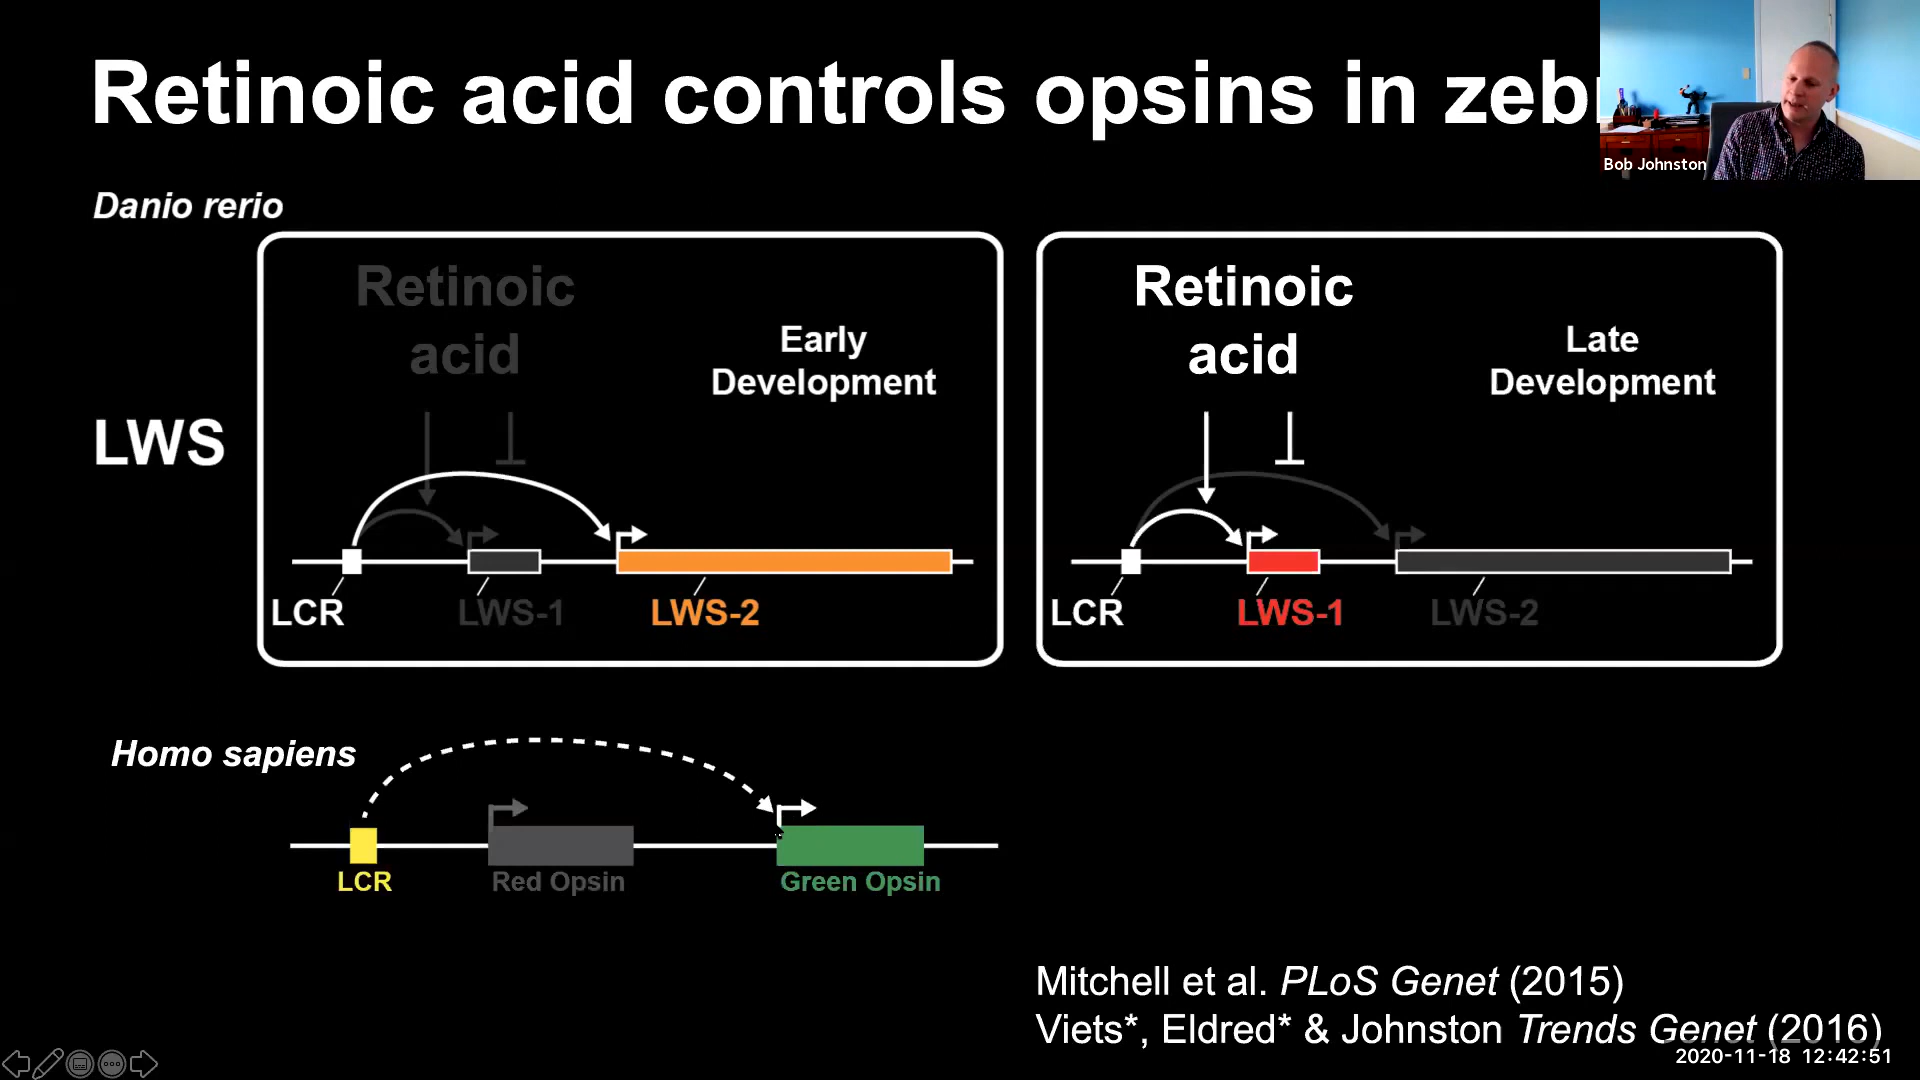 Retinoic acid controls opsins in zeb
Bob Johnston
Danio rerio
Retinoic
acid
Early
Development
LCR
LWS-1
LWS-2
Retinoic
acid
Late
Development
LCR
LWS-1
LWS-2
LWS
Homo sapiens
LCR
Red Opsin
Green Opsin
Mitchell et al. PLoS Genet (2015)
Viets*, Eldred* & Johnston Trends Genet (2016)
2020-11-18 12:42:51